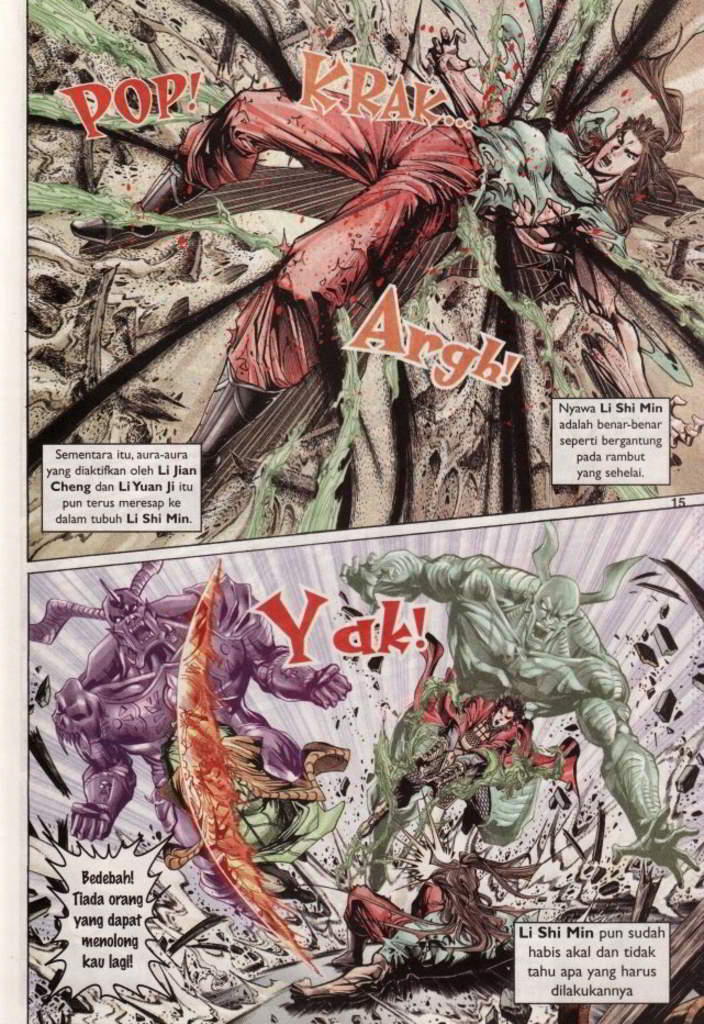 POP!
KRAK...
Argh!
Nyawa Li Shi Min
adalah benar-benar
seperti bergantung
pada rambut
yang sehelai.
Sementara itu, aura-aura
yang diaktifkan oleh Li Jian
Cheng dan Li Yuan Ji itu
pun terus meresap ke
dalam tubuh Li Shi Min.
15
Yak!
Bedebah!
Tiada orang
yang dapat
menolong
kau lagi!
Li Shi Min pun sudah
habis akal dan tidak
tahu apa yang harus
dilakukannya